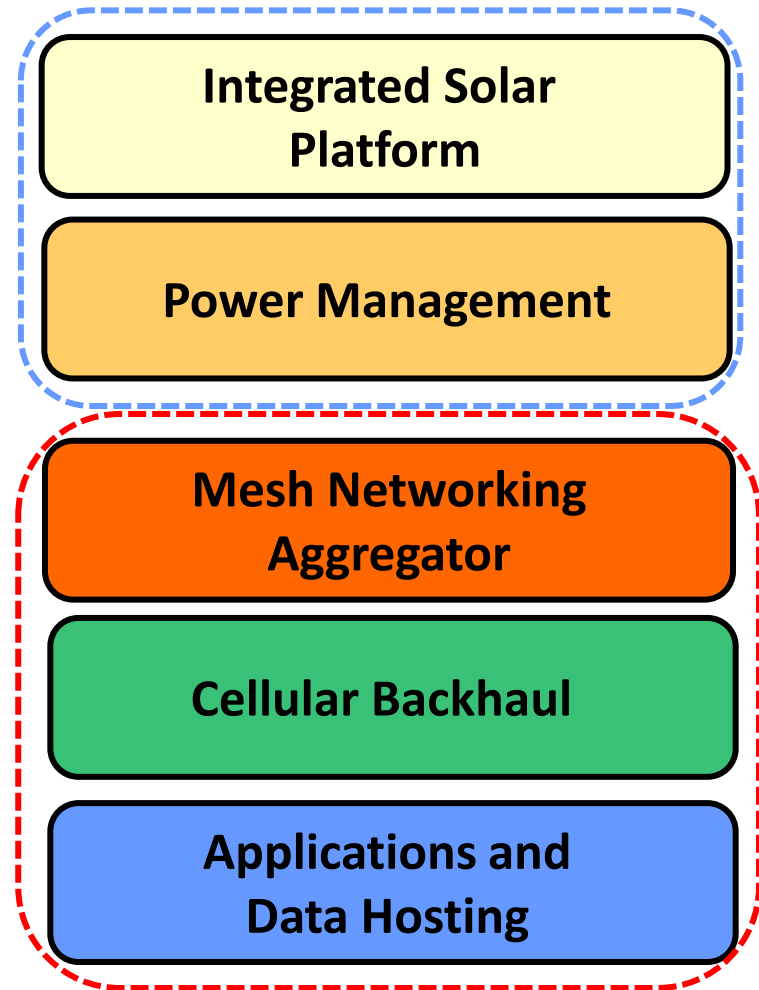 Integrated Solar
Platform
Power Management
Mesh Networking
Aggregator
Cellular Backhaul
Applications and
Data Hosting